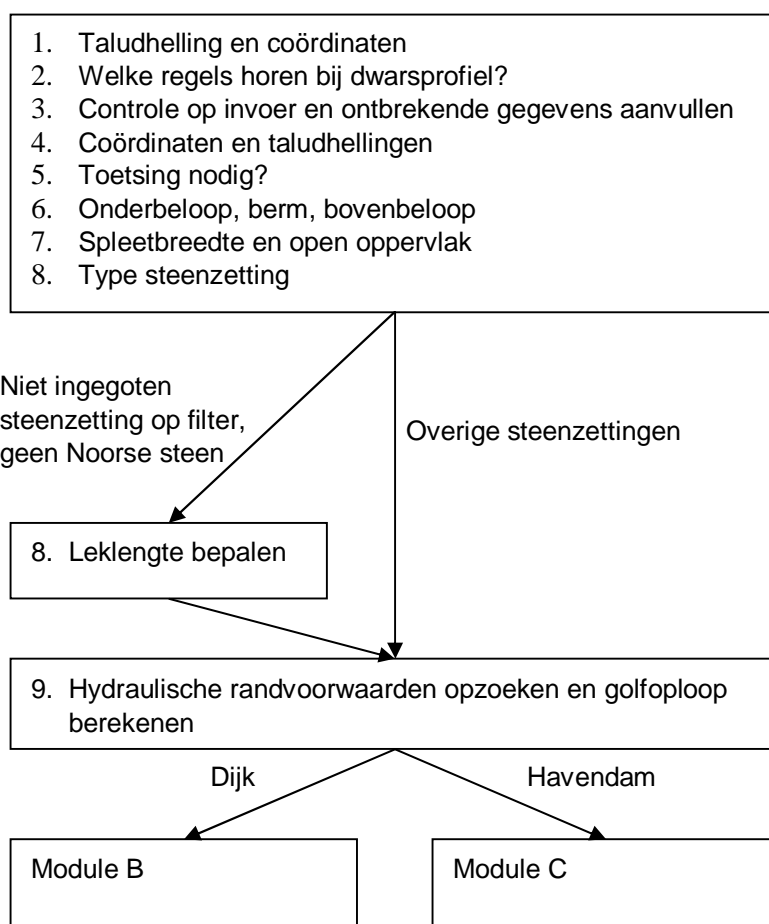 1. Taludhelling en coördinaten
2. Welke regels horen bij dwarsprofiel?
3. Controle op invoer en ontbrekende gegevens aanvullen
4. Coördinaten en taludhellingen
5. Toetsing nodig?
6. Onderbeloop, berm, bovenbeloop
7. Spleetbreedte en open oppervlak
8. Type steenzetting
Niet ingegoten
steenzetting op filter,
geen Noorse steen
Overige steenzettingen
8. Leklengte bepalen
9. Hydraulische randvoorwaarden opzoeken en golfoploop
berekenen
Dijk
Havendam
Module B
Module C